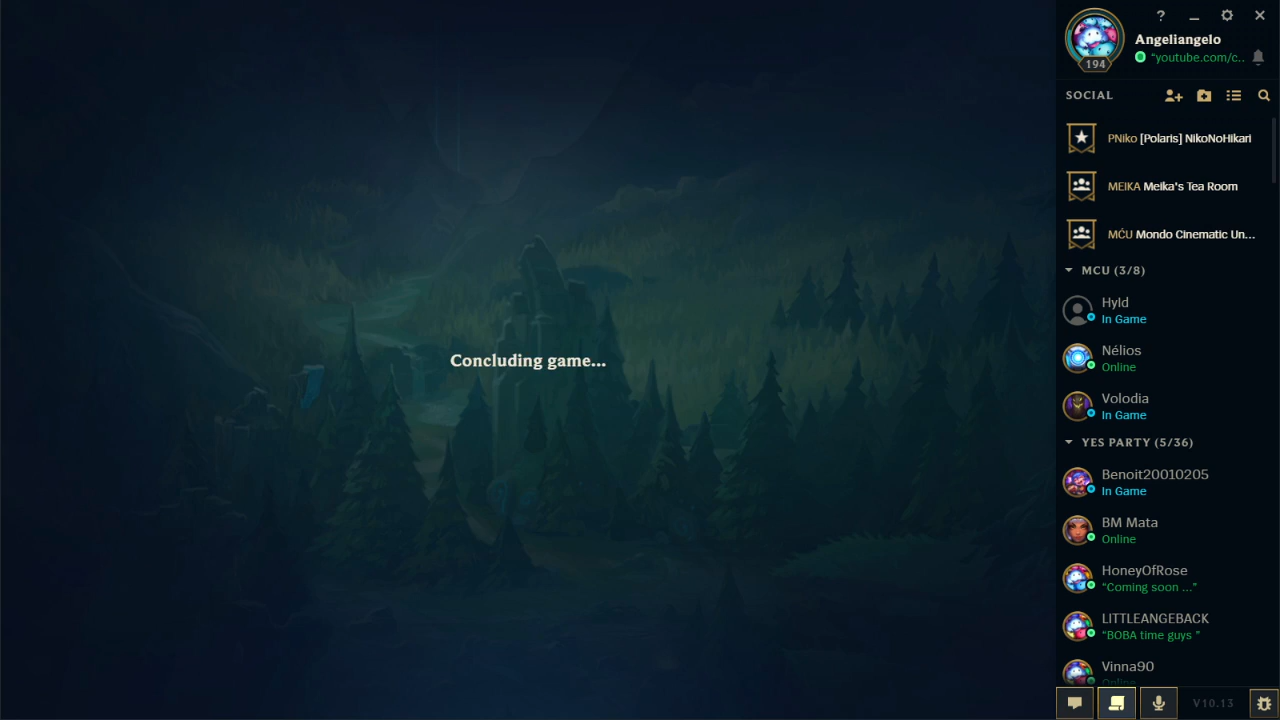 ?
Angeliangelo
"youtube.com/c..
194
SOCIAL
PNiko [Polaris] NikoNoHikari
MEIKA Meika's Tea Room
MĆU Mondo Cinematic Un...
MCU (3/8)
Hyld
In Game
Concluding game...
Nélios
Online
Volodia
In Game
YES PARTY (5/36)
Benoit20010205
In Game
BM Mata
Online
HoneyOfRose
"Coming soon ..."
LITTLEANGEBACK
"BOBA time guys "
Vinna90
Online
V10.13